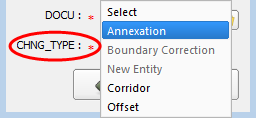 DOCU : *
Select
Annexation
CHNG_TYPE : *
Boundary Correction
New Entity
Corridor
Offset